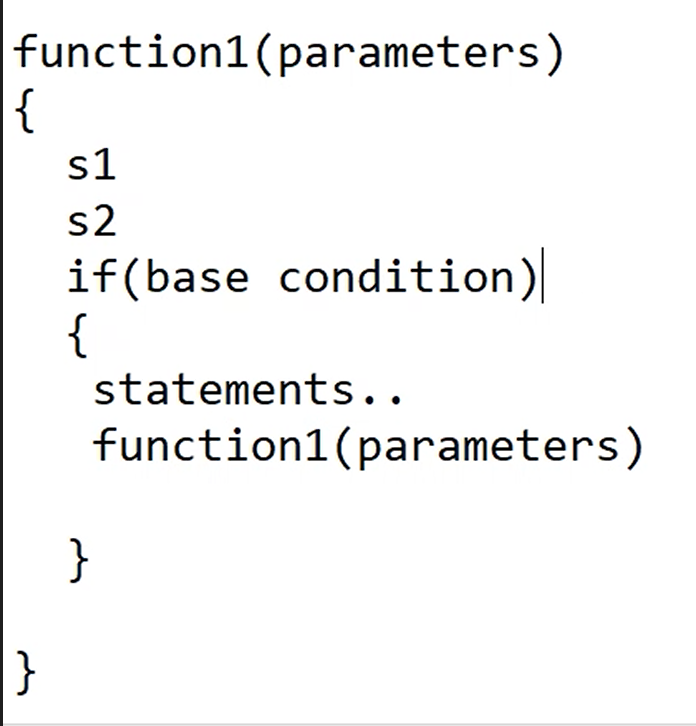 function1(parameters)
{
s1
s2
if(base condition)
{
statements..
function1(parameters)
}
}